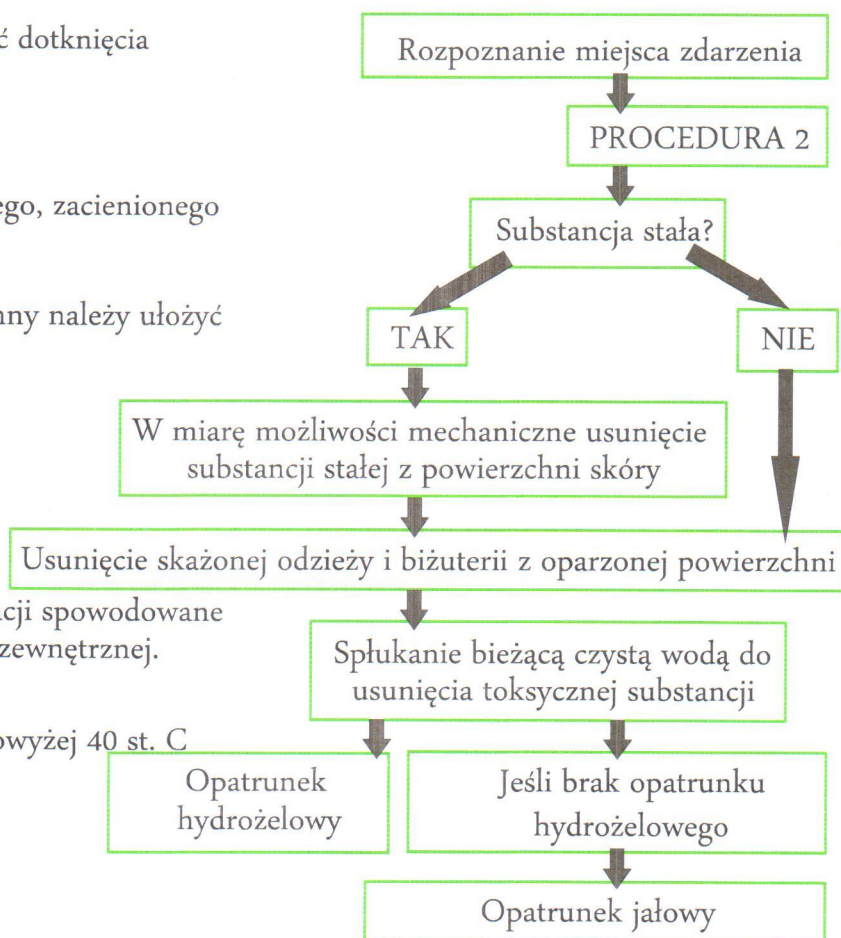 ć dotknięcia
ego, zacienionego
nny należy ułożyć
cji spowodowane
zewnętrznej.
owyżej 40 st. C
Rozpoznanie miejsca zdarzenia
PROCEDURA 2
Substancja stała?
TAK
NIE
W miarę możliwości mechaniczne usunięcie
substancji stałej z powierzchni skóry
Usunięcie skażonej odzieży i biżuterii z oparzonej powierzchni
Spłukanie bieżącą czystą wodą do
usunięcia toksycznej substancji
Opatrunek
hydrożelowy
Jeśli brak opatrunku
hydrożelowego
Opatrunek jałowy